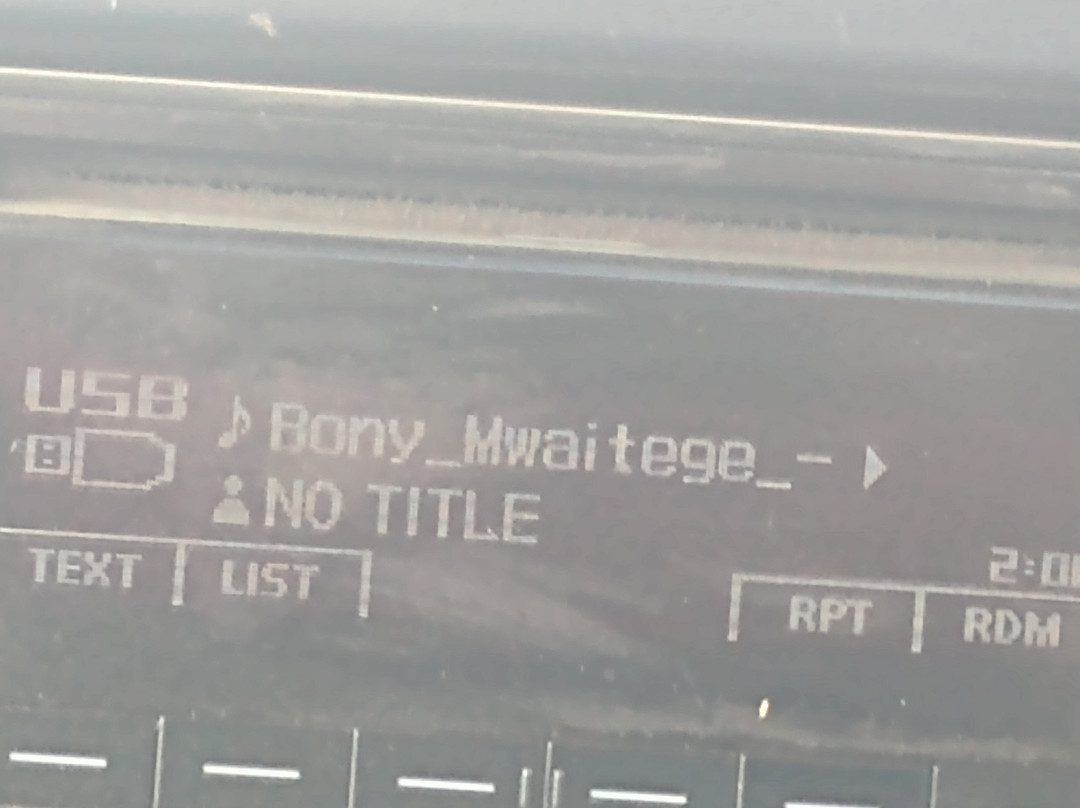 USB
Bony_Mwaitege_-
NO TITLE
TEXT LIST
RPT RDM